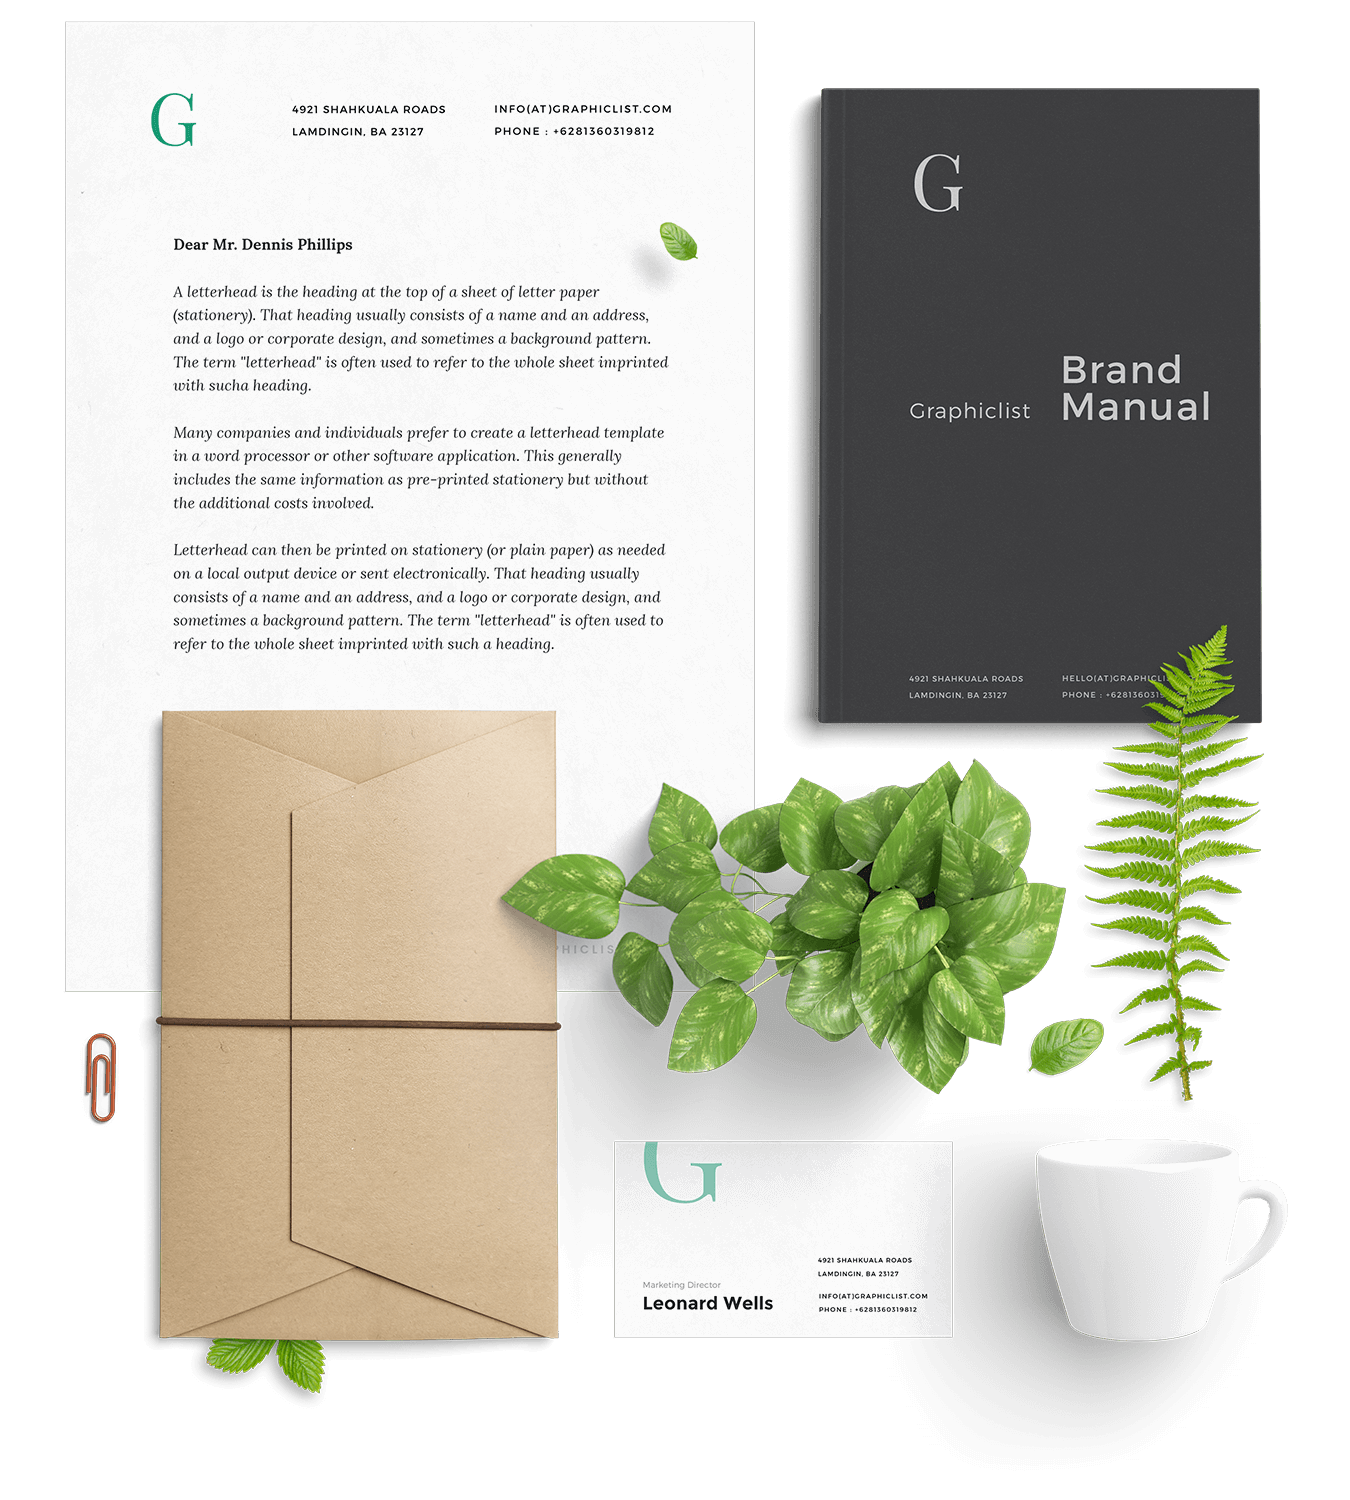 G
4921 SHAHKUALA ROADS
LAMDINGIN, BA 23127
INFO(AT)GRAPHICLIST.COM
PHONE : +6281360319812
Dear Mr. Dennis Phillips
A letterhead is the heading at the top of a sheet of letter paper
(stationery). That heading usually consists of a name and an address,
and a logo or corporate design, and sometimes a background pattern.
The term "letterhead" is often used to refer to the whole sheet imprinted
with sucha heading.
Many companies and individuals prefer to create a letterhead template
in a word processor or other software application. This generally
includes the same information as pre-printed stationery but without
the additional costs involved.
Letterhead can then be printed on stationery (or plain paper) as needed
on a local output device or sent electronically. That heading usually
consists of a name and an address, and a logo or corporate design, and
sometimes a background pattern. The term "letterhead" is often used to
refer to the whole sheet imprinted with such a heading.
G
Graphiclist
Brand
Manual
4921 SHAHKUALA ROADS
LAMDINGIN, BA 23127
HELLO(AT)GRAPHICLI
PHONE : +628136031
G
Marketing Director
Leonard Wells
4921 SHAHKUALA ROADS
LAMDINGIN, BA 23127
INFO(AT)GRAPHICLIST.COM
PHONE : +6281360319812